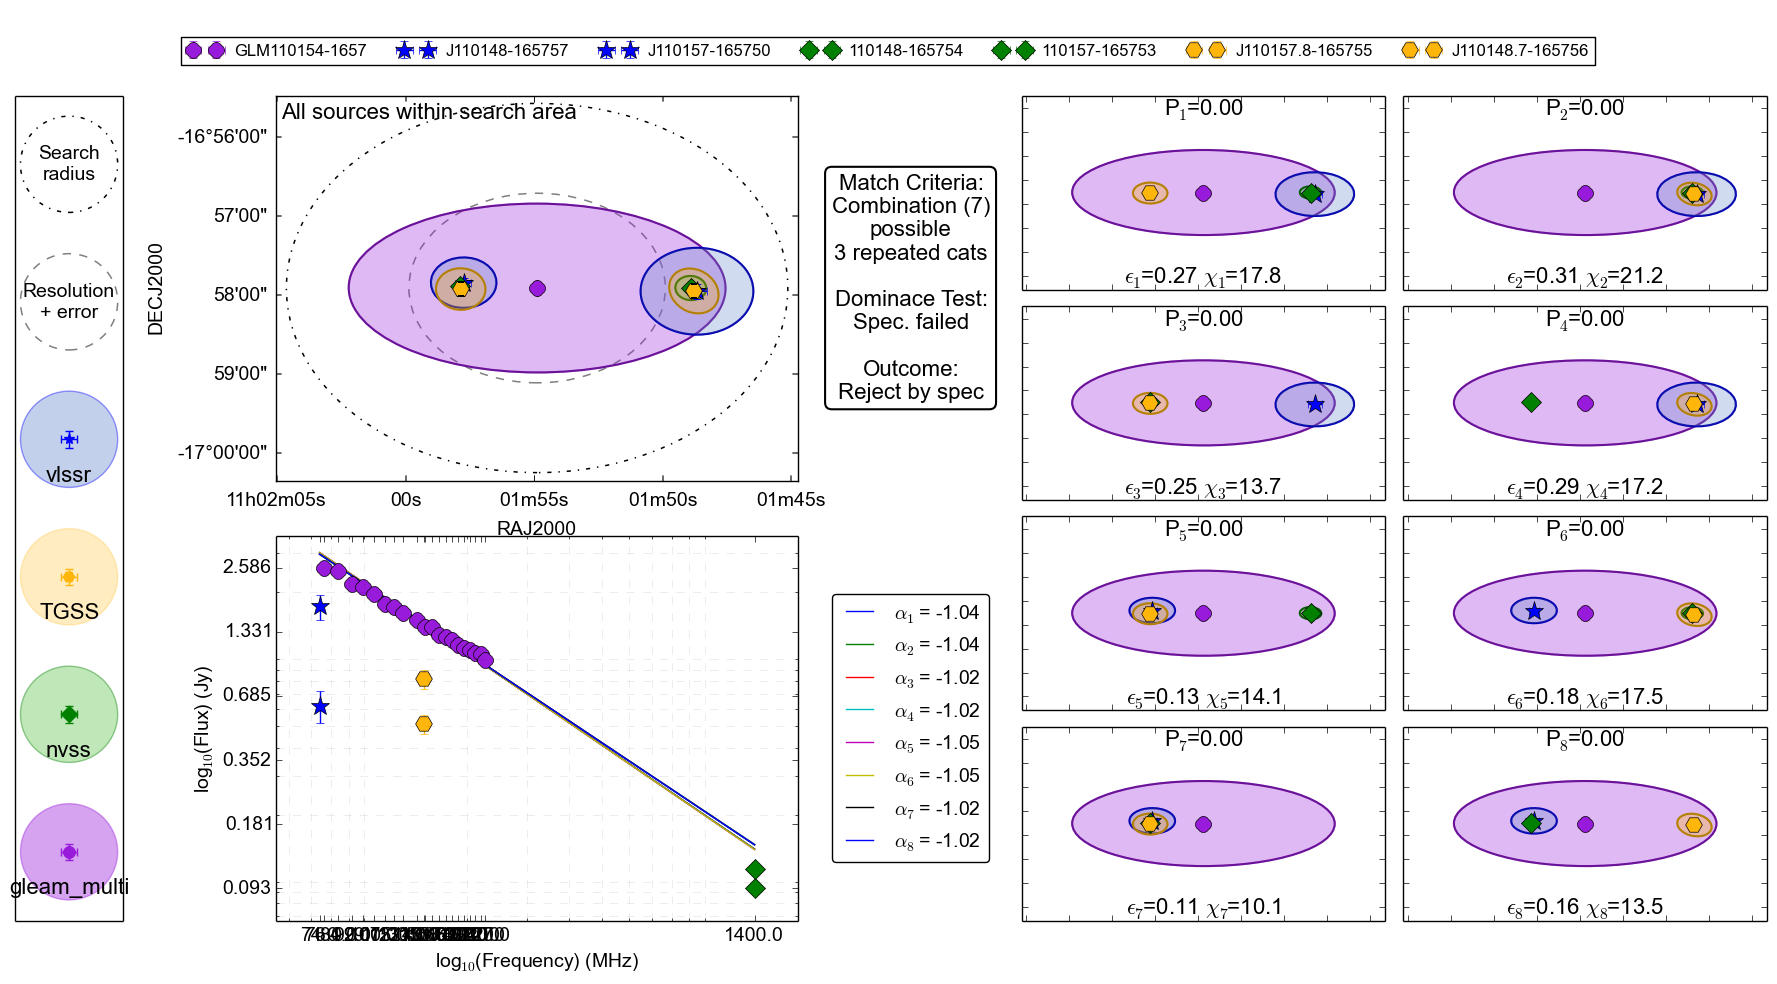 GLM110154-1657 J110148-165757 J110157-165750 110148-165754 110157-165753 J110157.8-165755 J110148.7-165756
Search
radius
Resolution
+ error
vlssr
TGSS
nvss
gleam_multi
All sources within search area
DECJ2000
-16°56'00"
57'00"
58'00"
59'00"
-17°00'00"
11h02m05s 00s 01m55s 01m50s 01m45s
RAJ2000
Match Criteria:
Combination (7)
possible
3 repeated cats
Dominace Test:
Spec. failed
Outcome:
Reject by spec
log₁₀(Flux) (Jy)
2.586
1.331
0.685
0.352
0.181
0.093
1400.0
log₁₀(Frequency) (MHz)
α₁ = -1.04
α₂ = -1.04
α₃ = -1.02
α₄ = -1.02
α₅ = -1.05
α₆ = -1.05
α₇ = -1.02
α₈ = -1.02
P₁=0.00
ϵ₁=0.27 χ₁=17.8
P₂=0.00
ϵ₂=0.31 χ₂=21.2
P₃=0.00
ϵ₃=0.25 χ₃=13.7
P₄=0.00
ϵ₄=0.29 χ₄=17.2
P₅=0.00
ϵ₅=0.13 χ₅=14.1
P₆=0.00
ϵ₆=0.18 χ₆=17.5
P₇=0.00
ϵ₇=0.11 χ₇=10.1
P₈=0.00
ϵ₈=0.16 χ₈=13.5